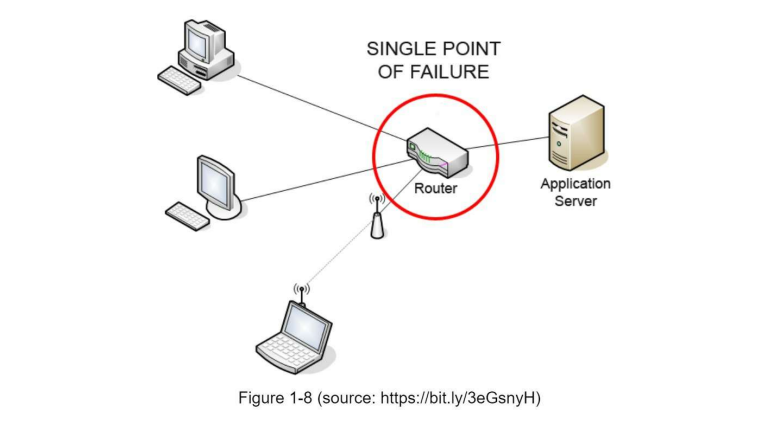 SINGLE POINT
OF FAILURE
Router
Application
Server
Figure 1-8 (source: https://bit.ly/3eGsnyH)